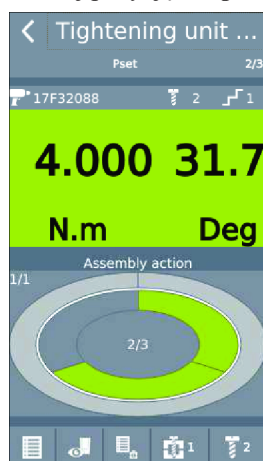 Tightening unit ...
Pset 2/3
17F32088 2 1
4.000 31.7
N.m Deg
Assembly action
1/1
2/3
1 2